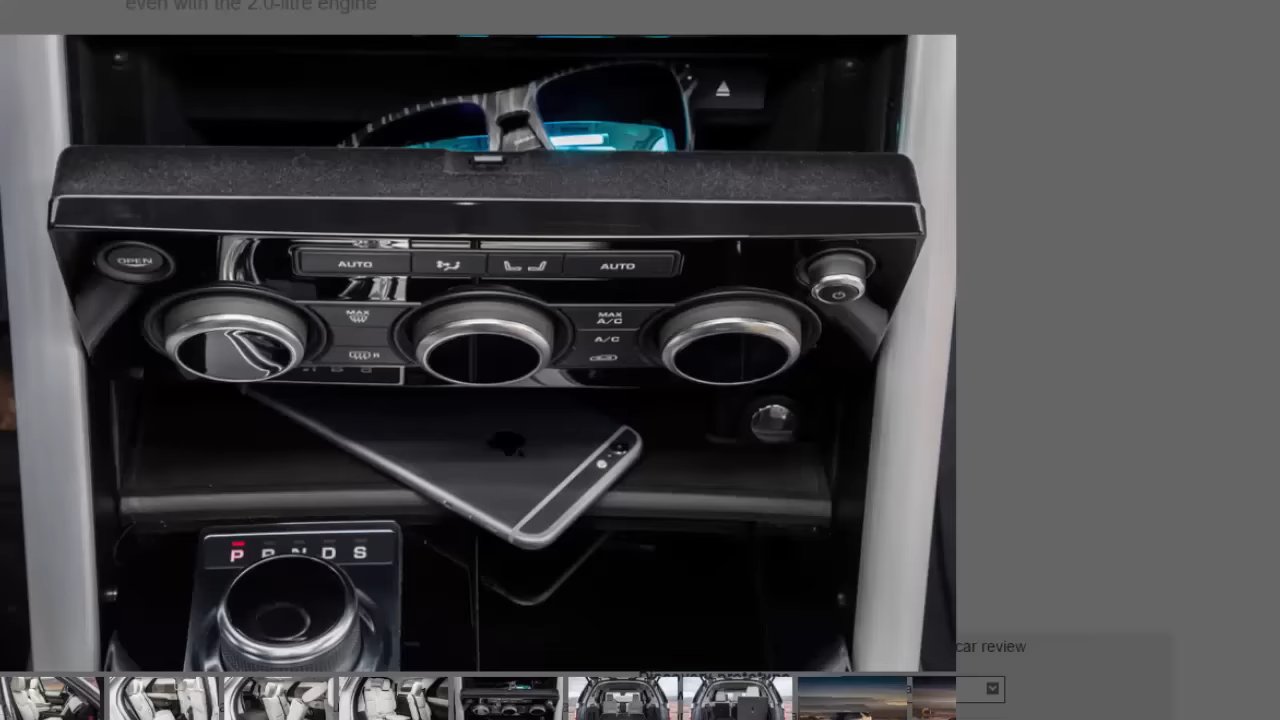 even with the 2.0-litre engine
OPEN
AUTO
AUTO
MAX
MAX
A/C
A/C
R
P R N D S
car review